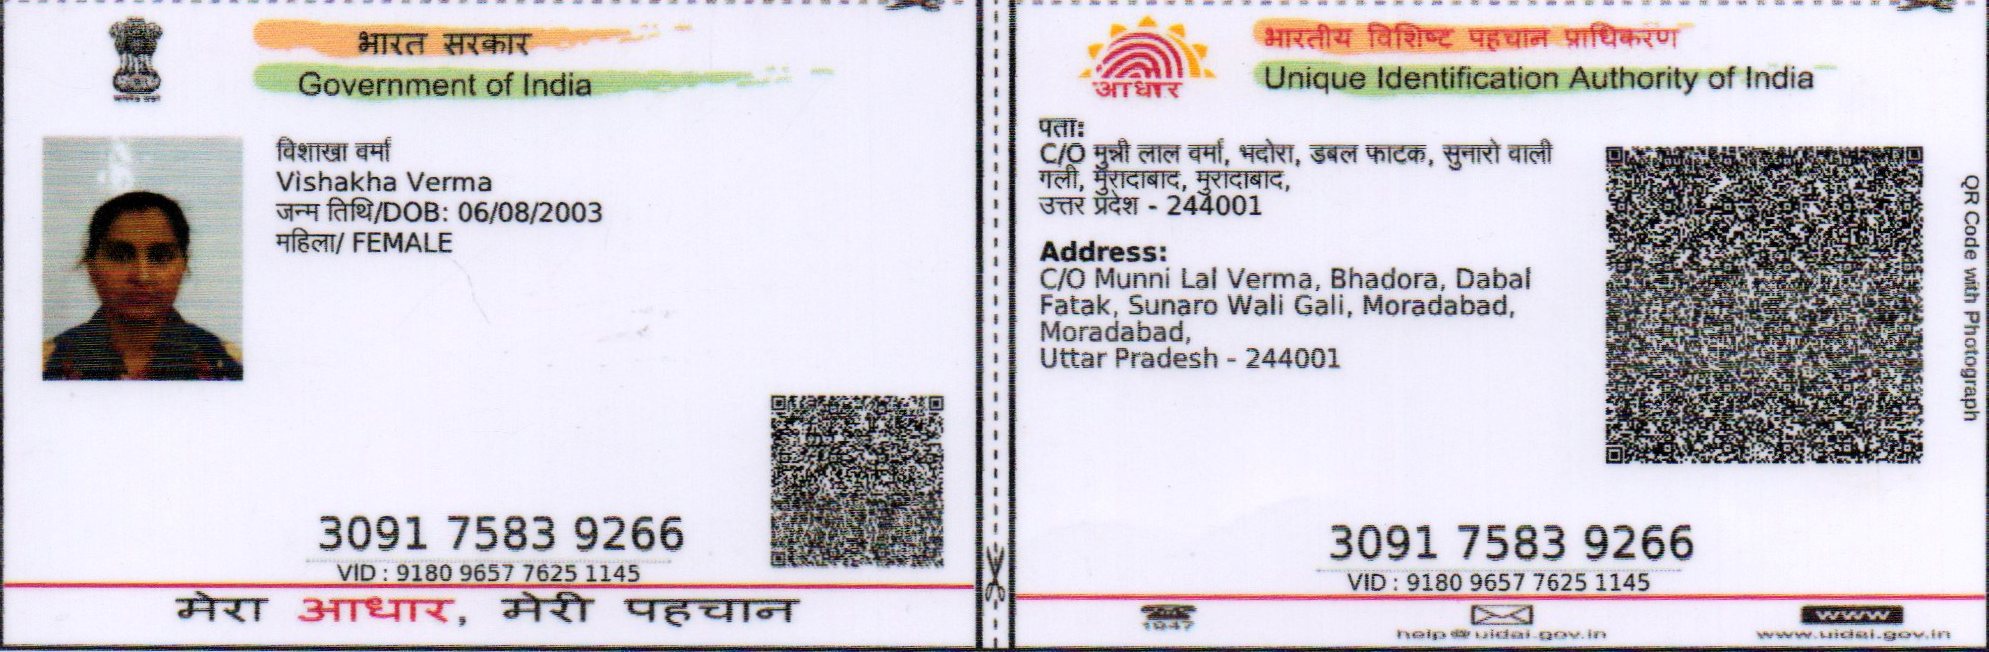 भारत सरकार
Government of India
विशाखा वर्मा
Vishakha Verma
जन्म तिथि/DOB: 06/08/2003
महिला/ FEMALE
3091 7583 9266
VID : 9180 9657 7625 1145
मेरा आधार, मेरी पहचान
आधार
भारतीय विशिष्ट पहचान प्राधिकरण
Unique Identification Authority of India
पता:
C/O मुन्नी लाल वर्मा, भदोरा, डबल फाटक, सुनारो वाली
गली, मुरादाबाद, मुरादाबाद,
उत्तर प्रदेश - 244001
Address:
C/O Munni Lal Verma, Bhadora, Dabal
Fatak, Sunaro Wali Gali, Moradabad,
Moradabad,
Uttar Pradesh - 244001
QR Code with Photograph
3091 7583 9266
VID : 9180 9657 7625 1145
1947
help@uidai.gov.in
www
www.uidai.gov.in